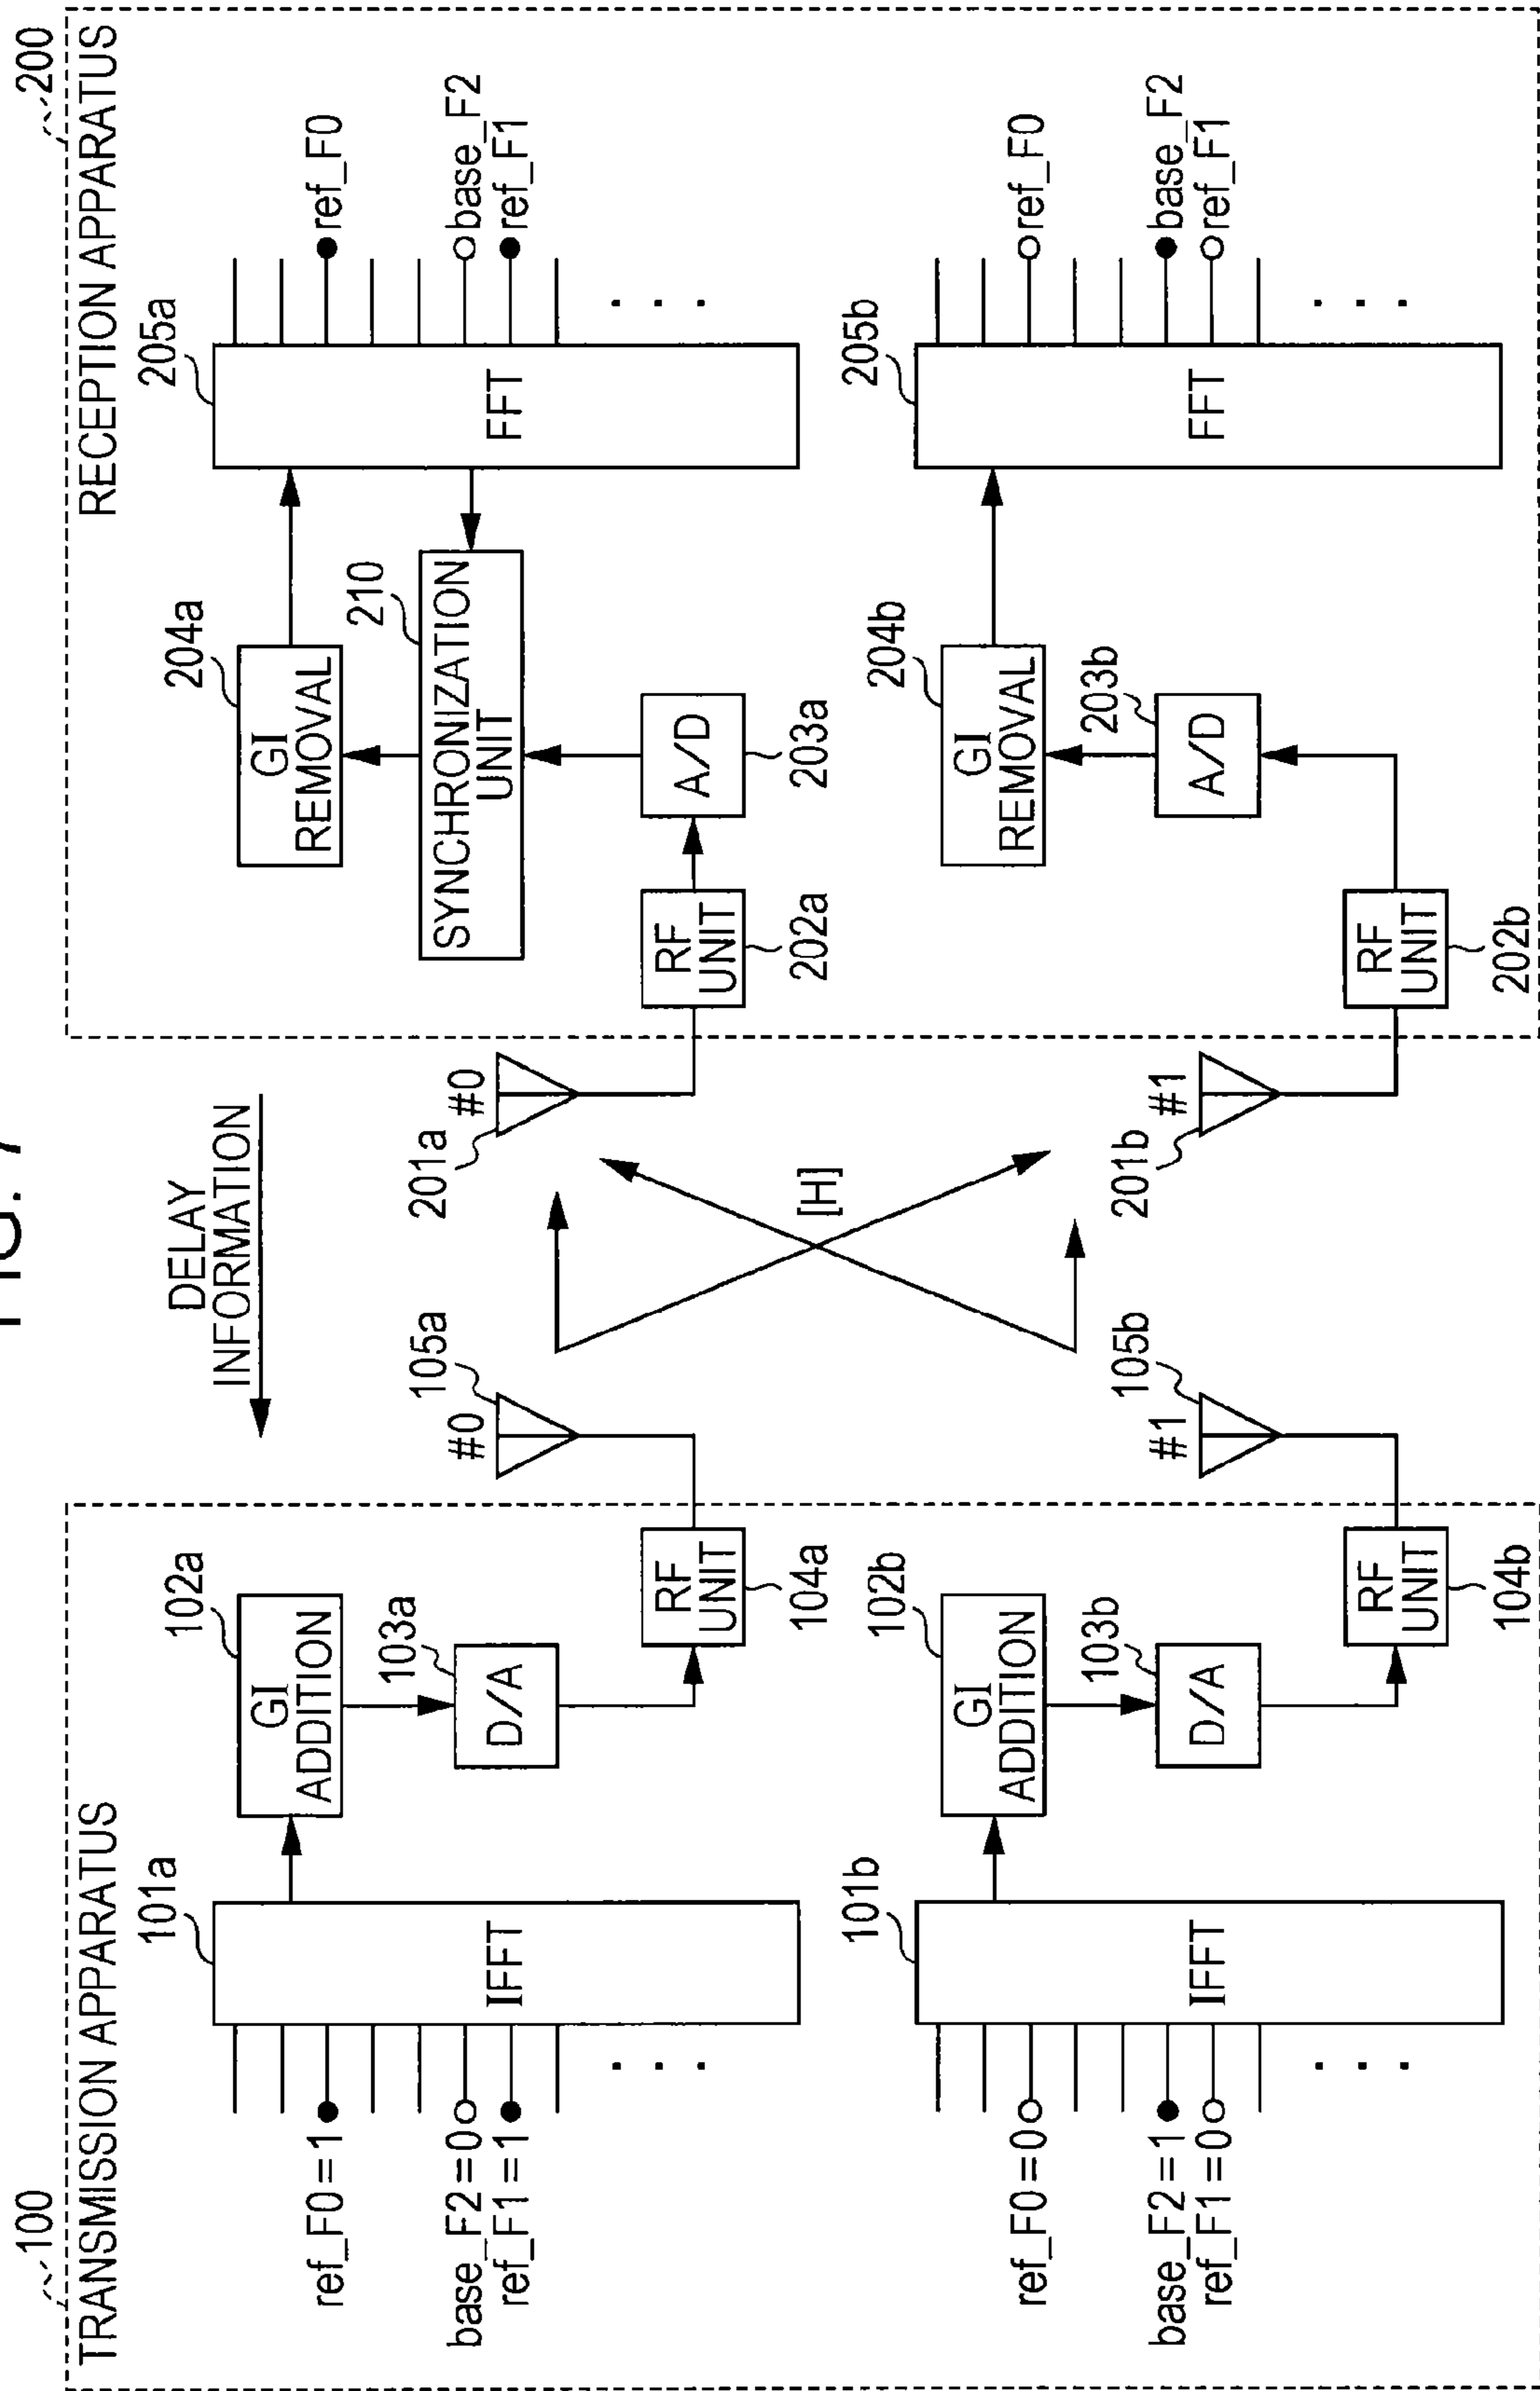 FIG. 7
100
TRANSMISSION APPARATUS
ref_F0 = 1
base_F2 = 0
ref_F1 = 1
101a
IFFT
. . .
102a
GI
ADDITION
103a
D/A
RF
UNIT
104a
#0
105a
ref_F0 = 0
base_F2 = 1
ref_F1 = 0
101b
IFFT
. . .
102b
GI
ADDITION
103b
D/A
RF
UNIT
104b
#1
105b
DELAY
INFORMATION
[H]
200
RECEPTION APPARATUS
201a
#0
RF
UNIT
202a
A/D
203a
SYNCHRONIZATION
UNIT
210
204a
GI
REMOVAL
205a
FFT
ref_F0
base_F2
ref_F1
. . .
201b
#1
RF
UNIT
202b
A/D
203b
204b
GI
REMOVAL
205b
FFT
ref_F0
base_F2
ref_F1
. . .